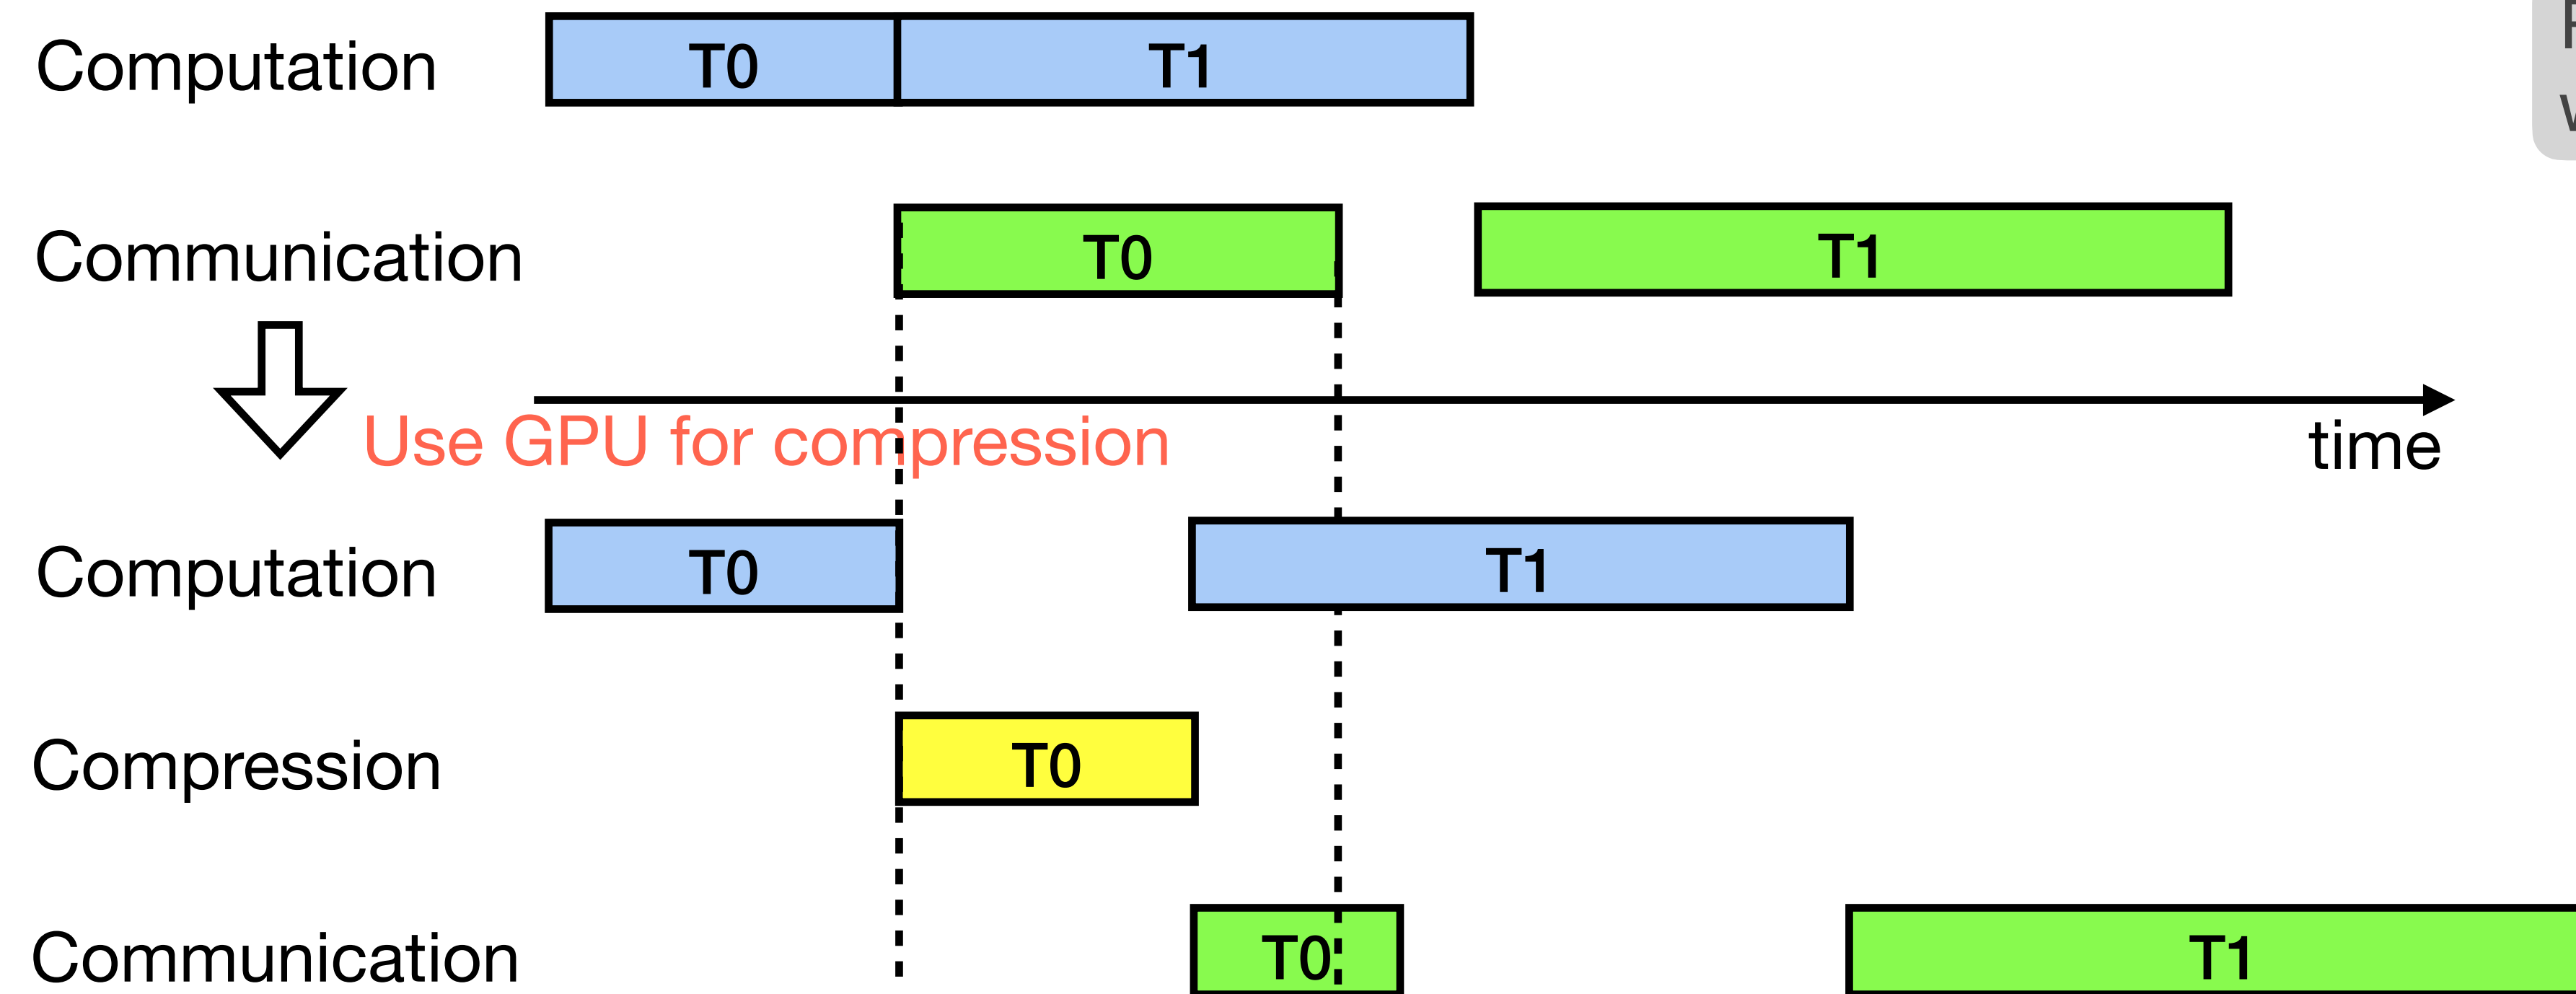 Computation T0 T1
Communication T0 T1
Use GPU for compression
time
Computation T0 T1
Compression T0
Communication T0 T1